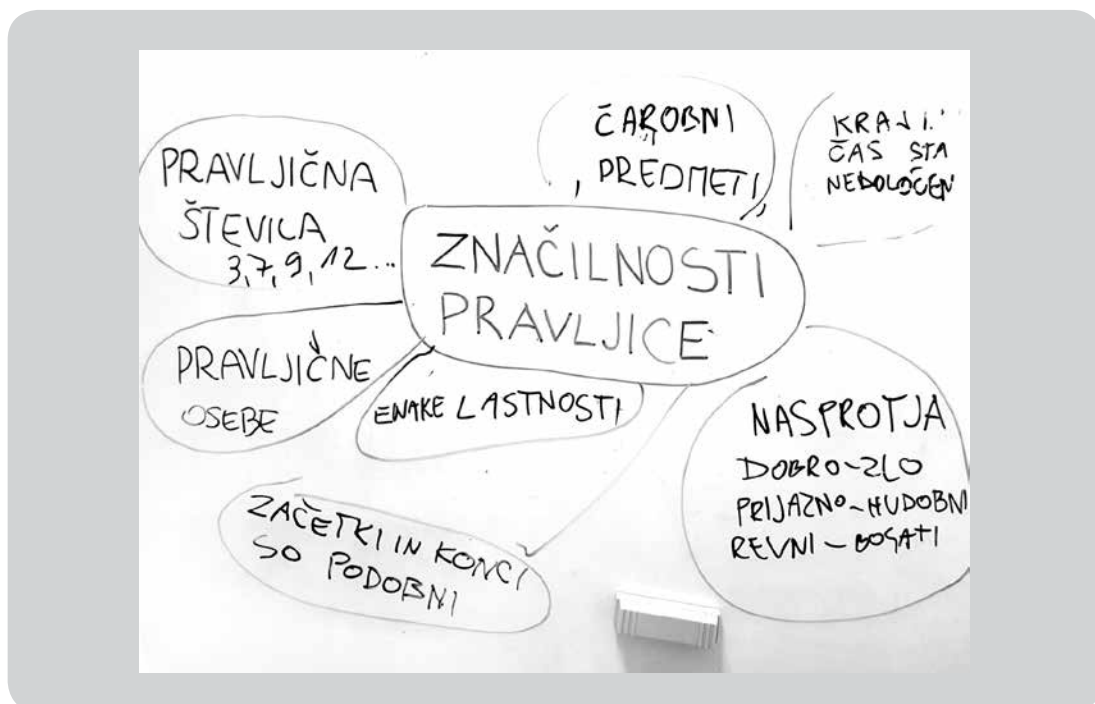 PRAVLJIČNA
ŠTEVILA
3,7,9,12...
ČAROBNI
PREDMETI
KRAJ I
ČAS STA
NEDOLOČEN
ZNAČILNOSTI
PRAVLJICE
PRAVLJIČNE
OSEBE
ENAKE LASTNOSTI
NASPROTJA
DOBRO-ZLO
PRIJAZNO-HUDOBNI
REVNI-BOGATI
ZAČETKI IN KONCI
SO PODOBNI